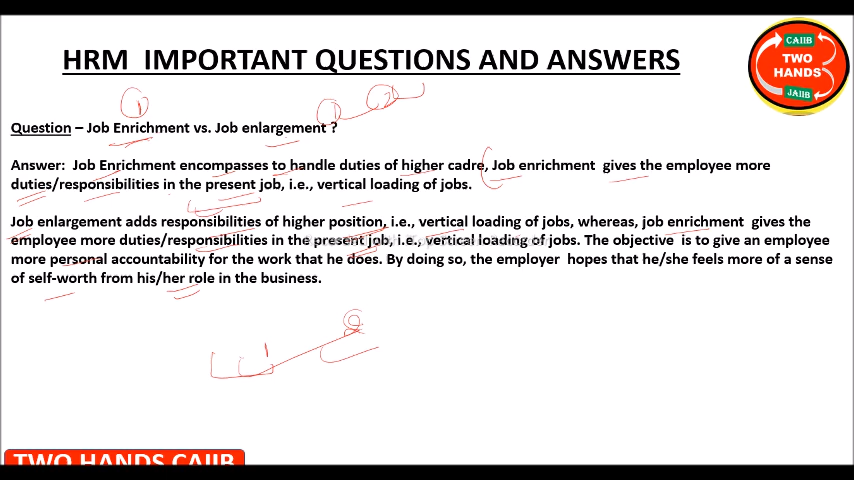 HRM IMPORTANT QUESTIONS AND ANSWERS
CAIIB
TWO
HANDS
JAIIB
Question – Job Enrichment vs. Job enlargement ?
Answer: Job Enrichment encompasses to handle duties of higher cadre, Job enrichment gives the employee more
duties/responsibilities in the present job, i.e., vertical loading of jobs.
Job enlargement adds responsibilities of higher position, i.e., vertical loading of jobs, whereas, job enrichment gives the
employee more duties/responsibilities in the present job, i.e., vertical loading of jobs. The objective is to give an employee
more personal accountability for the work that he does. By doing so, the employer hopes that he/she feels more of a sense
of self-worth from his/her role in the business.
TWO HANDS CAIIB